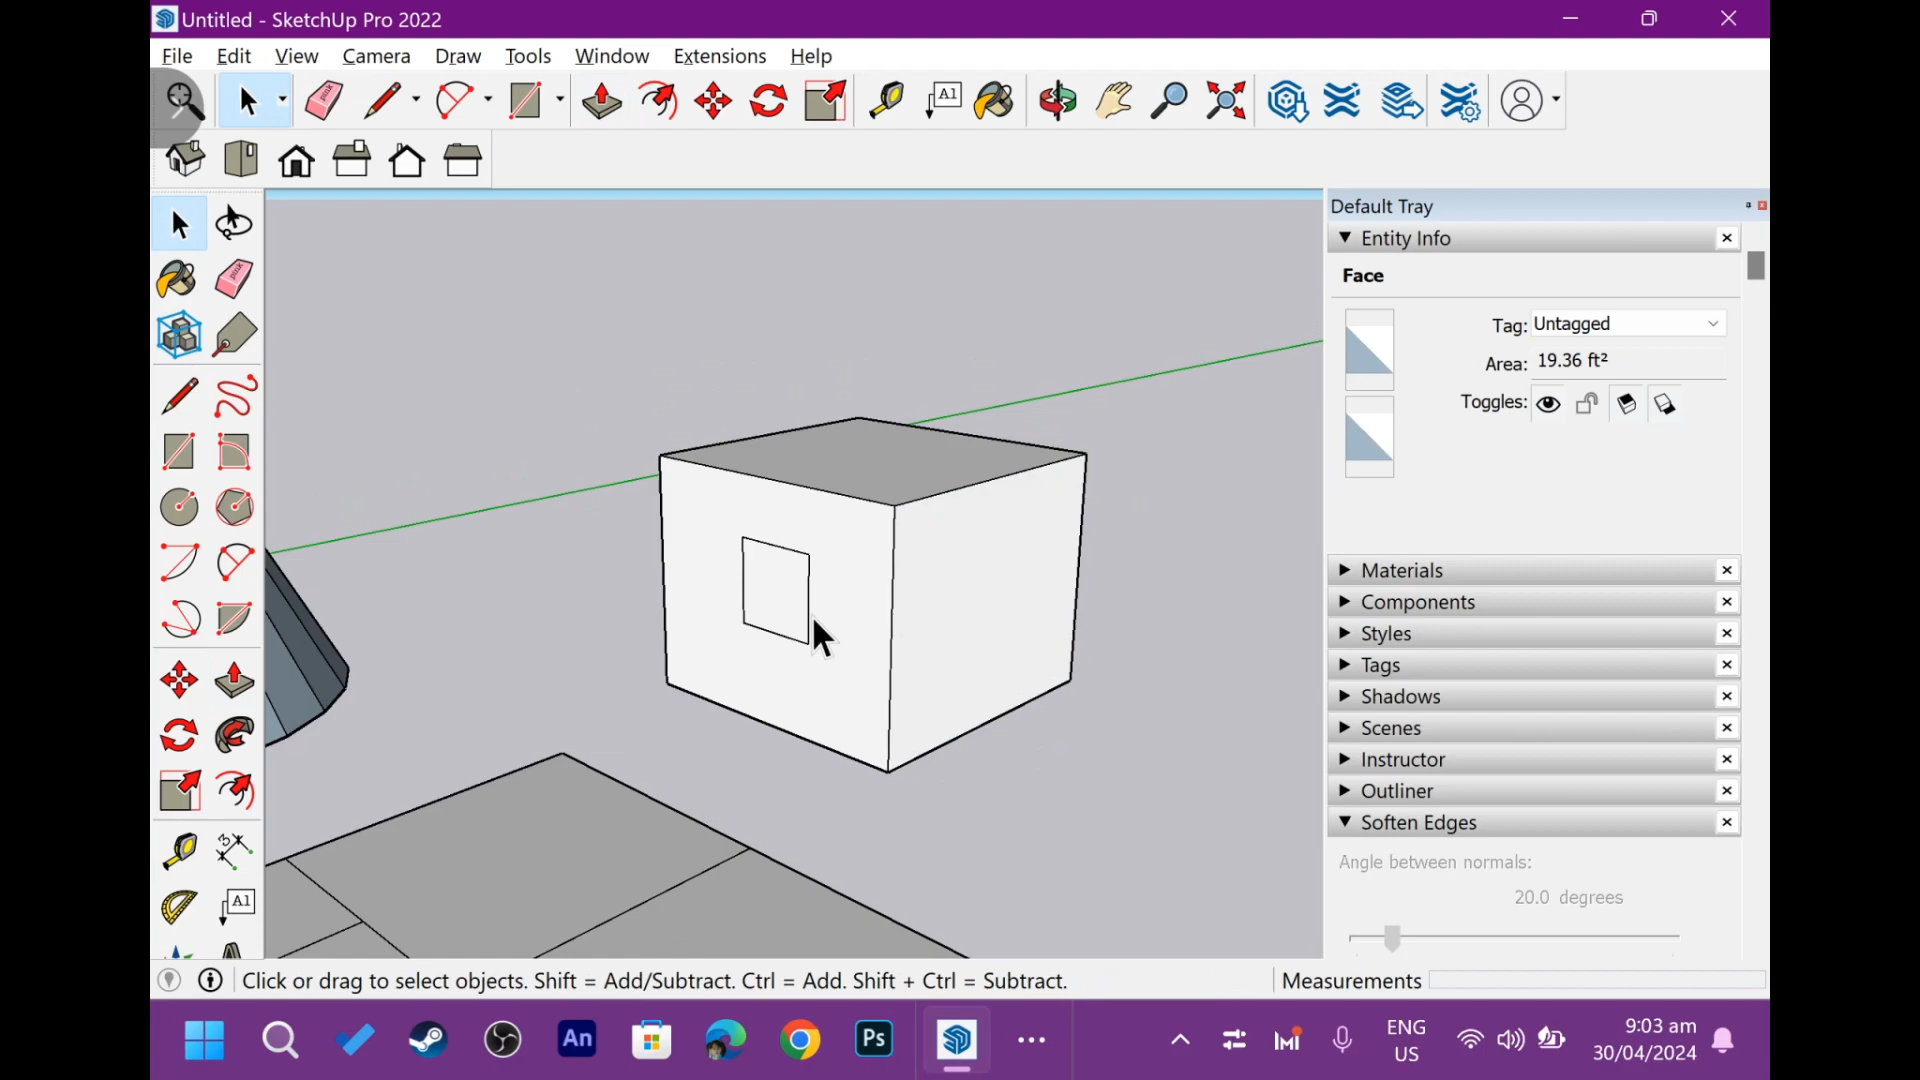 Untitled - SketchUp Pro 2022
File Edit View Camera Draw Tools Window Extensions Help
A1
Default Tray
Entity Info
Face
Tag: Untagged
Area: 19.36 ft²
Toggles:
Materials
Components
Styles
Tags
Shadows
Scenes
Instructor
Outliner
Soften Edges
Angle between normals:
20.0 degrees
3
A1
Click or drag to select objects. Shift = Add/Subtract. Ctrl = Add. Shift + Ctrl = Subtract.
Measurements
An
Ps
ENG
US
9:03 am
30/04/2024